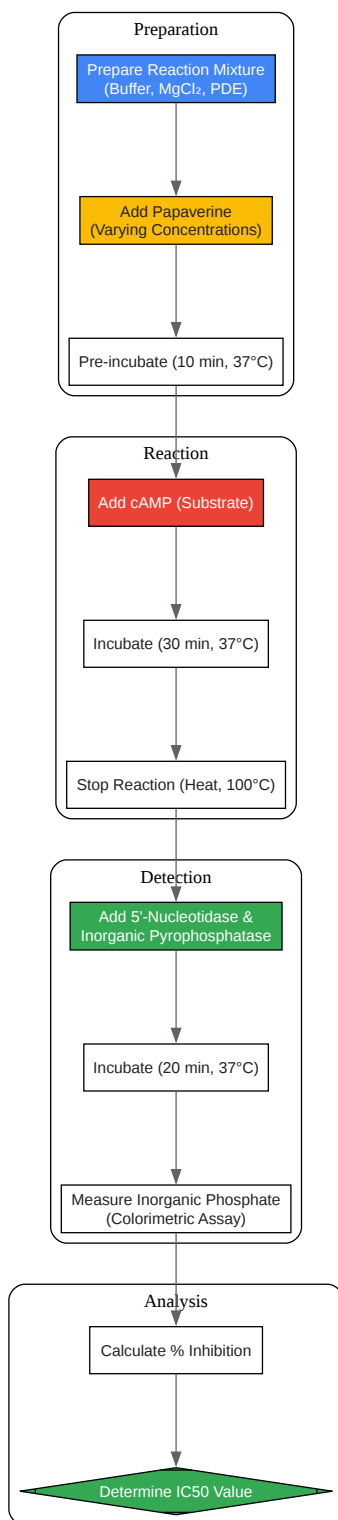 Preparation
Prepare Reaction Mixture
(Buffer, MgCl₂, PDE)
Add Papaverine
(Varying Concentrations)
Pre-incubate (10 min, 37°C)
Reaction
Add cAMP (Substrate)
Incubate (30 min, 37°C)
Stop Reaction (Heat, 100°C)
Detection
Add 5'-Nucleotidase &
Inorganic Pyrophosphatase
Incubate (20 min, 37°C)
Measure Inorganic Phosphate
(Colorimetric Assay)
Analysis
Calculate % Inhibition
Determine IC50 Value